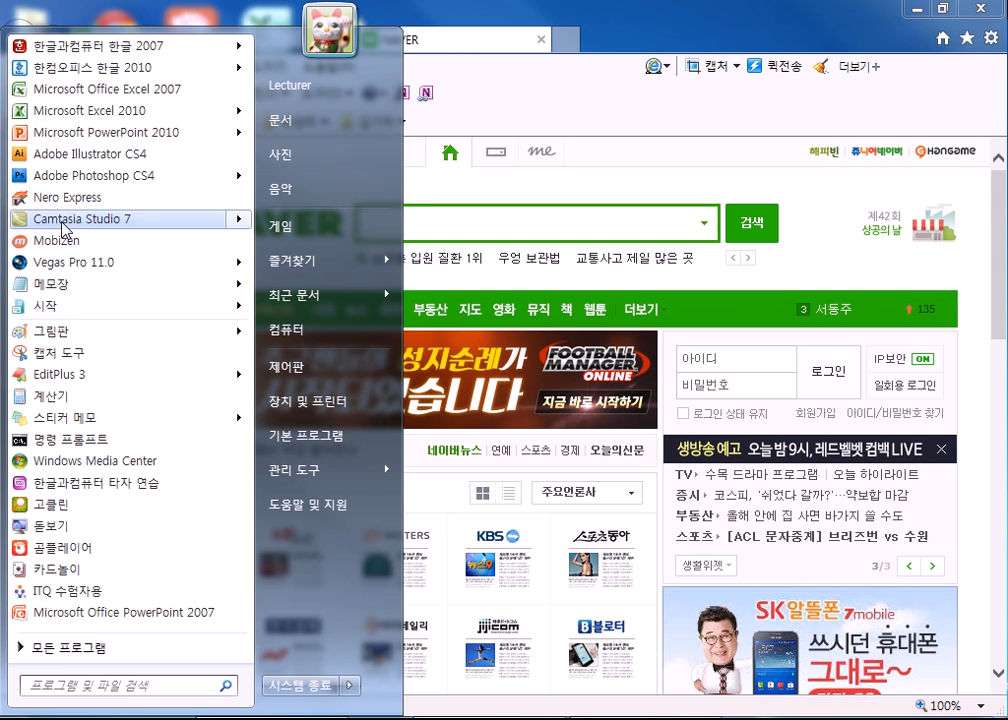 한글과컴퓨터 한글 2007
한컴오피스 한글 2010
Microsoft Office Excel 2007
Microsoft Excel 2010
Microsoft PowerPoint 2010
Adobe Illustrator CS4
Adobe Photoshop CS4
Nero Express
Camtasia Studio 7
Mobizen
Vegas Pro 11.0
메모장
시작
그림판
캡처 도구
EditPlus 3
계산기
스티커 메모
명령 프롬프트
Windows Media Center
한글과컴퓨터 타자 연습
고클린
돋보기
곰플레이어
카드놀이
ITQ 수험자용
Microsoft Office PowerPoint 2007
모든 프로그램
프로그램 및 파일 검색
Lecturer
문서
사진
음악
게임
즐겨찾기
최근 문서
컴퓨터
제어판
장치 및 프린터
기본 프로그램
관리 도구
도움말 및 지원
시스템 종료
캡처 퀵전송 더보기+
me
해피빈 쥬니어네이버 HANGAME
검색
제42회
상공의 날
입원 질환 1위 우엉 보관법 교통사고 제일 많은 곳
부동산 지도 영화 뮤직 책 웹툰 더보기
3 서동주 135
성지순례가
있습니다
FOOTBALL
MANAGER
ONLINE
지금 바로 시작하기
아이디
비밀번호
로그인
IP보안 ON
일회용 로그인
로그인 상태 유지 회원가입 아이디/비밀번호 찾기
네이버뉴스 연예 스포츠 경제 오늘의신문
생방송 예고 오늘 밤 9시, 레드벨벳 컴백 LIVE
주요언론사
TV 수목 드라마 프로그램 오늘 하이라이트
증시 코스피, '쉬었다 갈까?'…약보합 마감
부동산 올해 안에 집 사면 바가지 쓸 수도
스포츠 [ACL 문자중계] 브리즈번 vs 수원
생활위젯
3/3
KBS
스포츠동아
jjicom
블로터
SK알뜰폰 7mobile
쓰시던 휴대폰
그대로~
100%